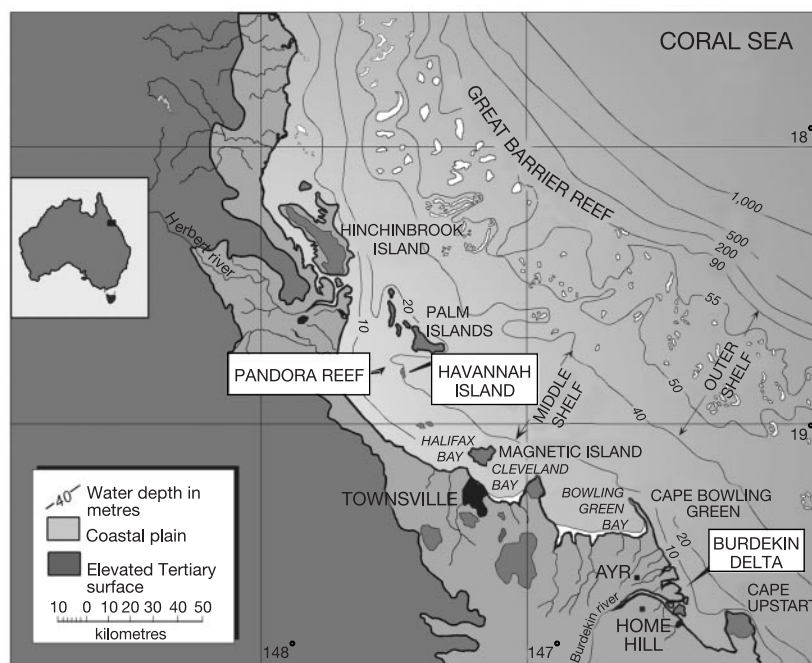 CORAL SEA
GREAT BARRIER REEF
18°
1,000
500
200
90
HINCHINBROOK
ISLAND
Herbert river
55
20
10
PALM
ISLANDS
PANDORA REEF
HAVANNAH
ISLAND
MIDDLE
SHELF
OUTER
SHELF
50
40
19°
HALIFAX
BAY
MAGNETIC ISLAND
CLEVELAND
BAY
TOWNSVILLE
BOWLING
GREEN
BAY
CAPE BOWLING
GREEN
20
10
BURDEKIN
DELTA
AYR
Burdekin river
HOME
HILL
CAPE
UPSTART
-40
Water depth in
metres
Coastal plain
Elevated Tertiary
surface
10 0 10 20 30 40 50
kilometres
148°
147°